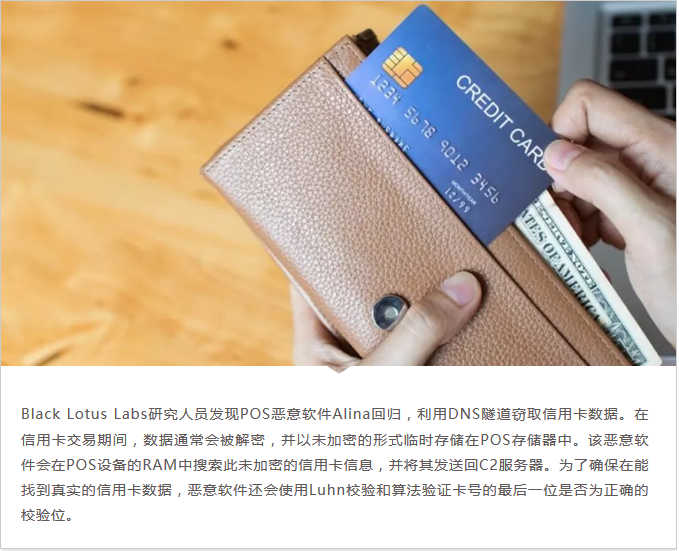 CREDIT CARD
1234 5678 9012 3456
MONTH/YEAR
12/99
STATES OF AMERICA
Black Lotus Labs研究人员发现POS恶意软件Alina回归，利用DNS隧道窃取信用卡数据。在
信用卡交易期间，数据通常会被解密，并以未加密的形式临时存储在POS存储器中。该恶意软
件会在POS设备的RAM中搜索此未加密的信用卡信息，并将其发送回C2服务器。为了确保在能
找到真实的信用卡数据，恶意软件还会使用Luhn校验和算法验证卡号的最后一位是否为正确的
校验位。